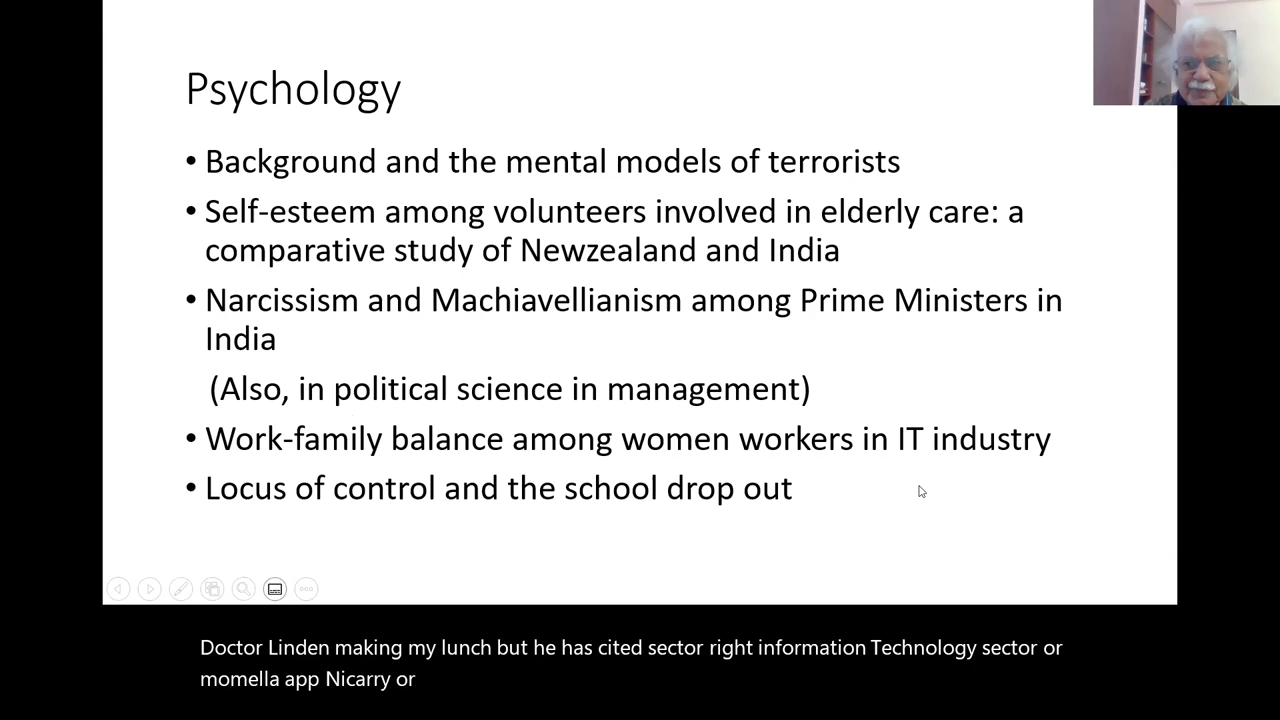 Psychology
• Background and the mental models of terrorists
• Self-esteem among volunteers involved in elderly care: a
comparative study of Newzealand and India
• Narcissism and Machiavellianism among Prime Ministers in
India
(Also, in political science in management)
• Work-family balance among women workers in IT industry
• Locus of control and the school drop out
Doctor Linden making my lunch but he has cited sector right information Technology sector or
momella app Nicarry or